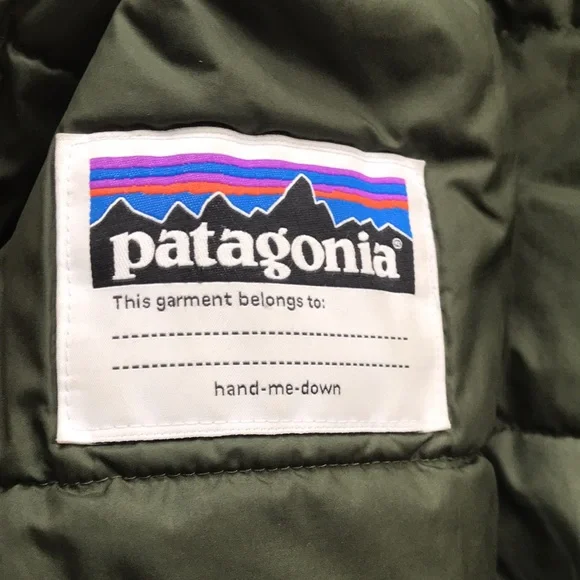 patagonia®
This garment belongs to:
hand-me-down